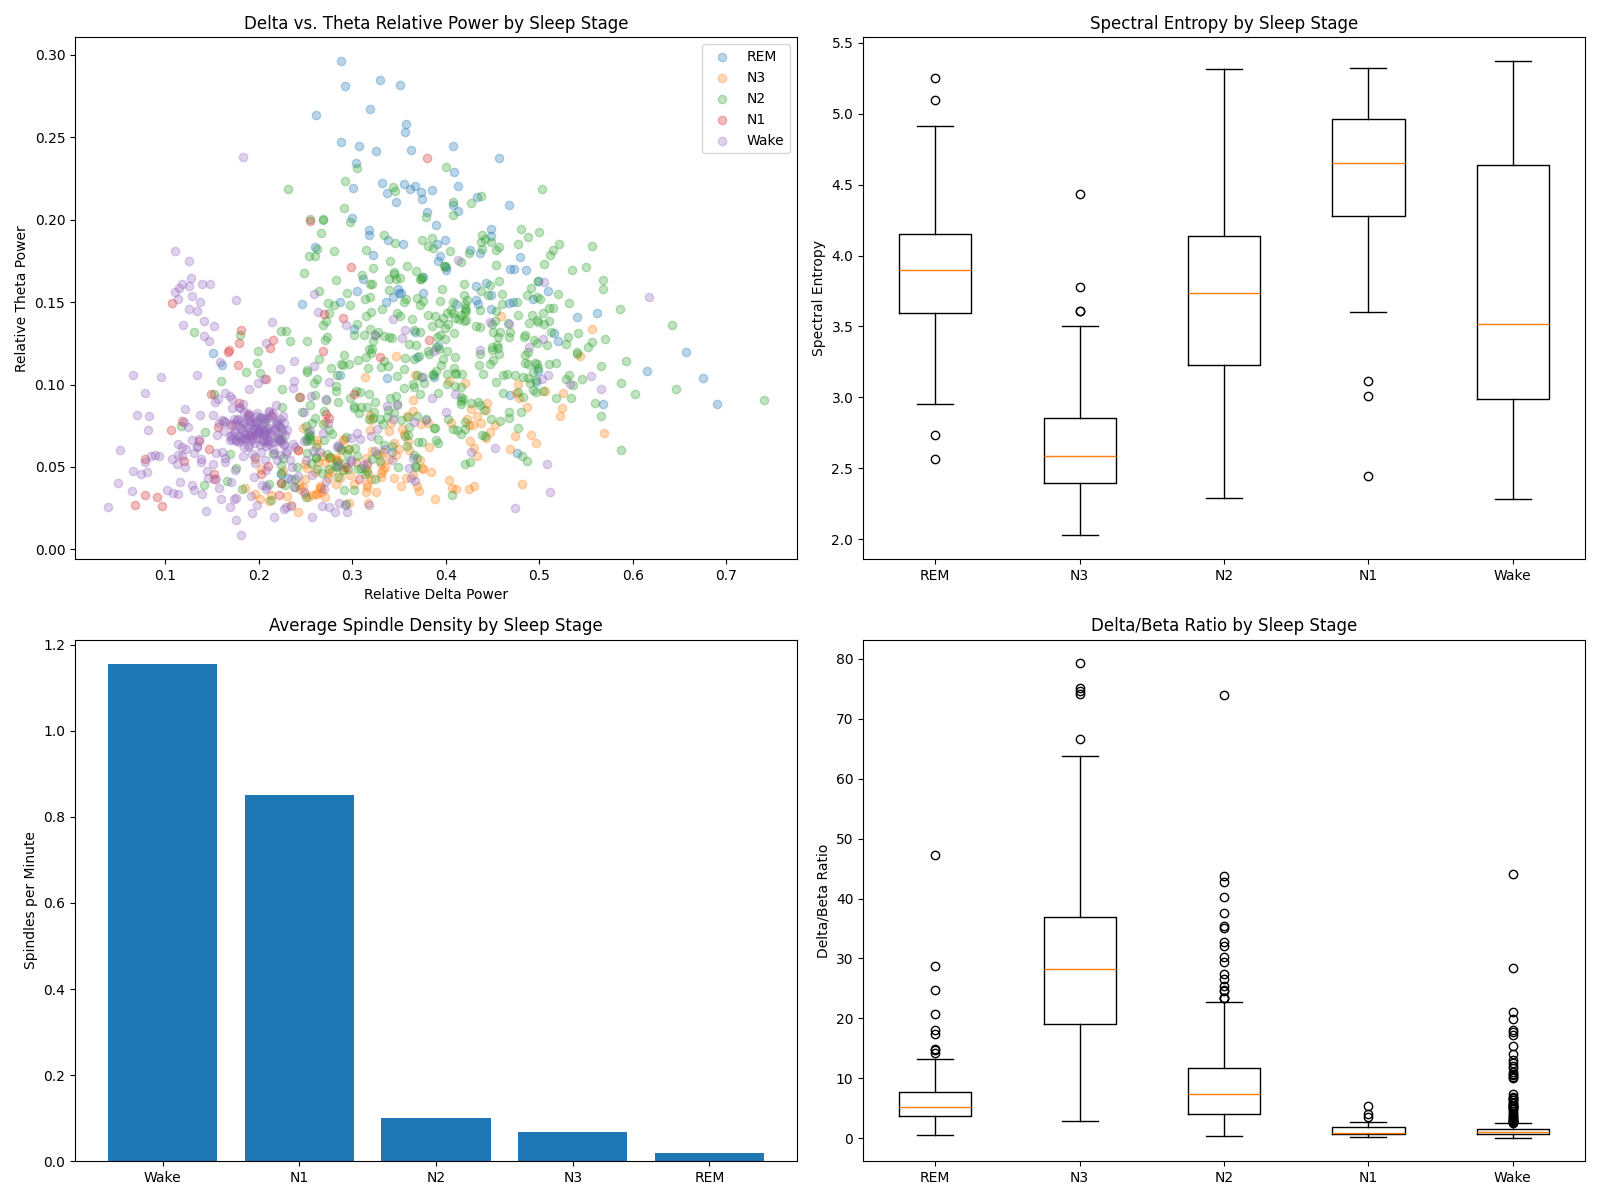 Delta vs. Theta Relative Power by Sleep Stage
0.30
0.25
0.20
0.15
0.10
0.05
0.00
Relative Theta Power
0.1 0.2 0.3 0.4 0.5 0.6 0.7
Relative Delta Power
REM
N3
N2
N1
Wake
Spectral Entropy by Sleep Stage
5.5
5.0
4.5
4.0
3.5
3.0
2.5
2.0
Spectral Entropy
REM N3 N2 N1 Wake
Average Spindle Density by Sleep Stage
1.2
1.0
0.8
0.6
0.4
0.2
0.0
Spindles per Minute
Wake N1 N2 N3 REM
Delta/Beta Ratio by Sleep Stage
80
70
60
50
40
30
20
10
0
Delta/Beta Ratio
REM N3 N2 N1 Wake